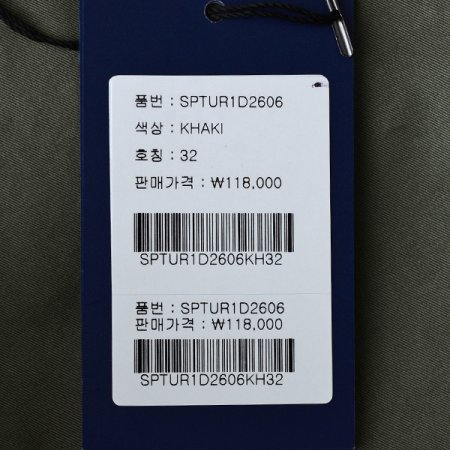 품번 : SPTUR1D2606
색상 : KHAKI
호칭 : 32
판매가격 : ₩118,000
SPTUR1D2606KH32
품번 : SPTUR1D2606
판매가격 : ₩118,000
SPTUR1D2606KH32